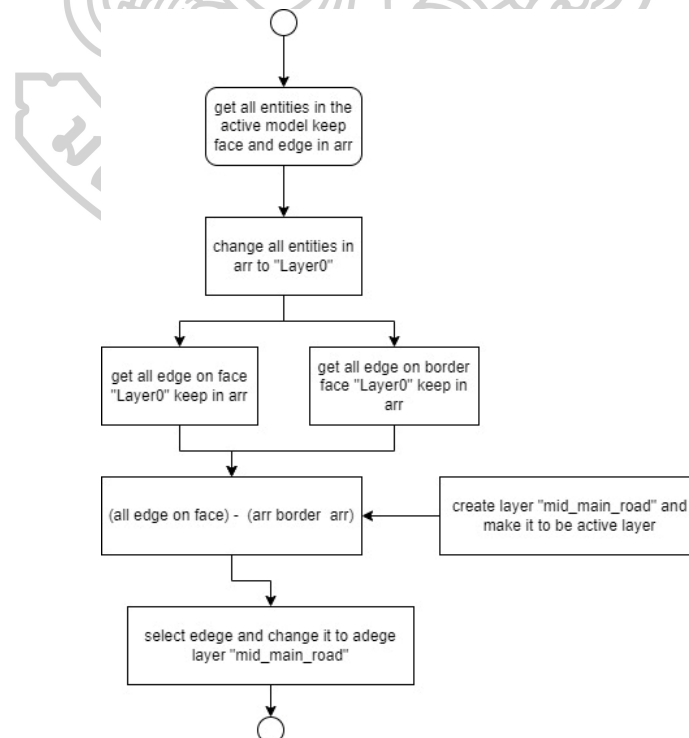 get all entities in the
active model keep
face and edge in arr
change all entities in
arr to "Layer0"
get all edge on face
"Layer0" keep in arr
get all edge on border
face "Layer0" keep in
arr
(all edge on face) - (arr border arr)
create layer "mid_main_road" and
make it to be active layer
select edege and change it to adege
layer "mid_main_road"